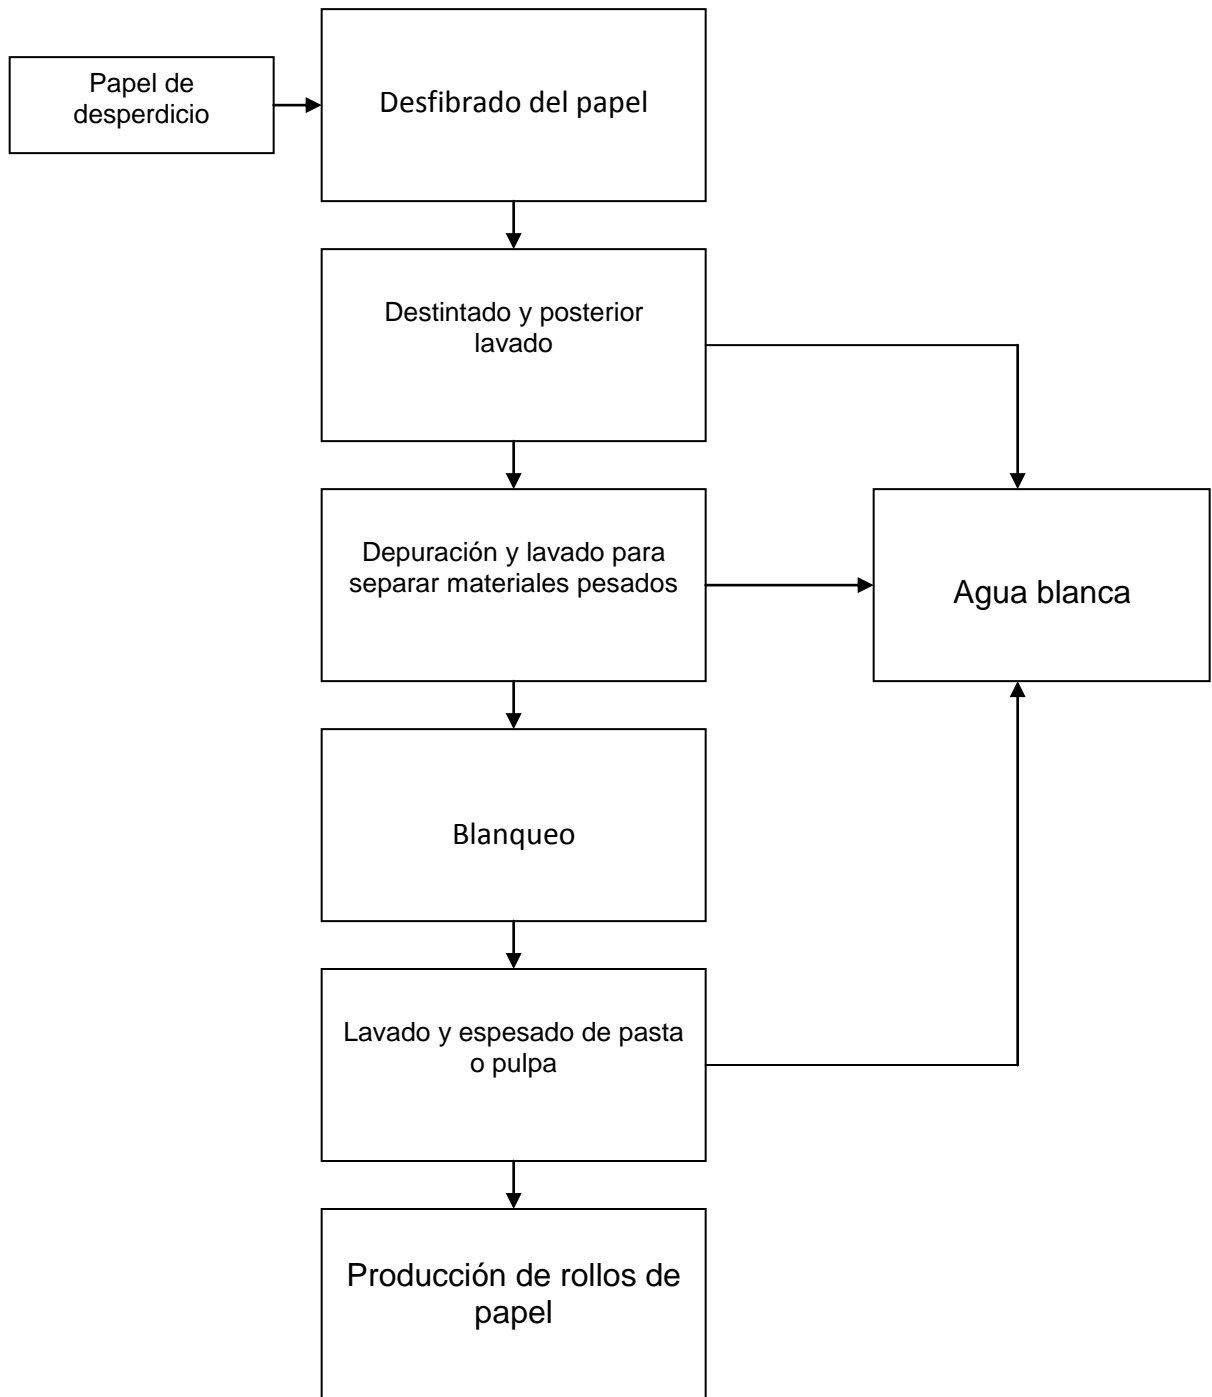 Papel de
desperdicio
Desfibrado del papel
Destintado y posterior
lavado
Depuración y lavado para
separar materiales pesados
Agua blanca
Blanqueo
Lavado y espesado de pasta
o pulpa
Producción de rollos de
papel